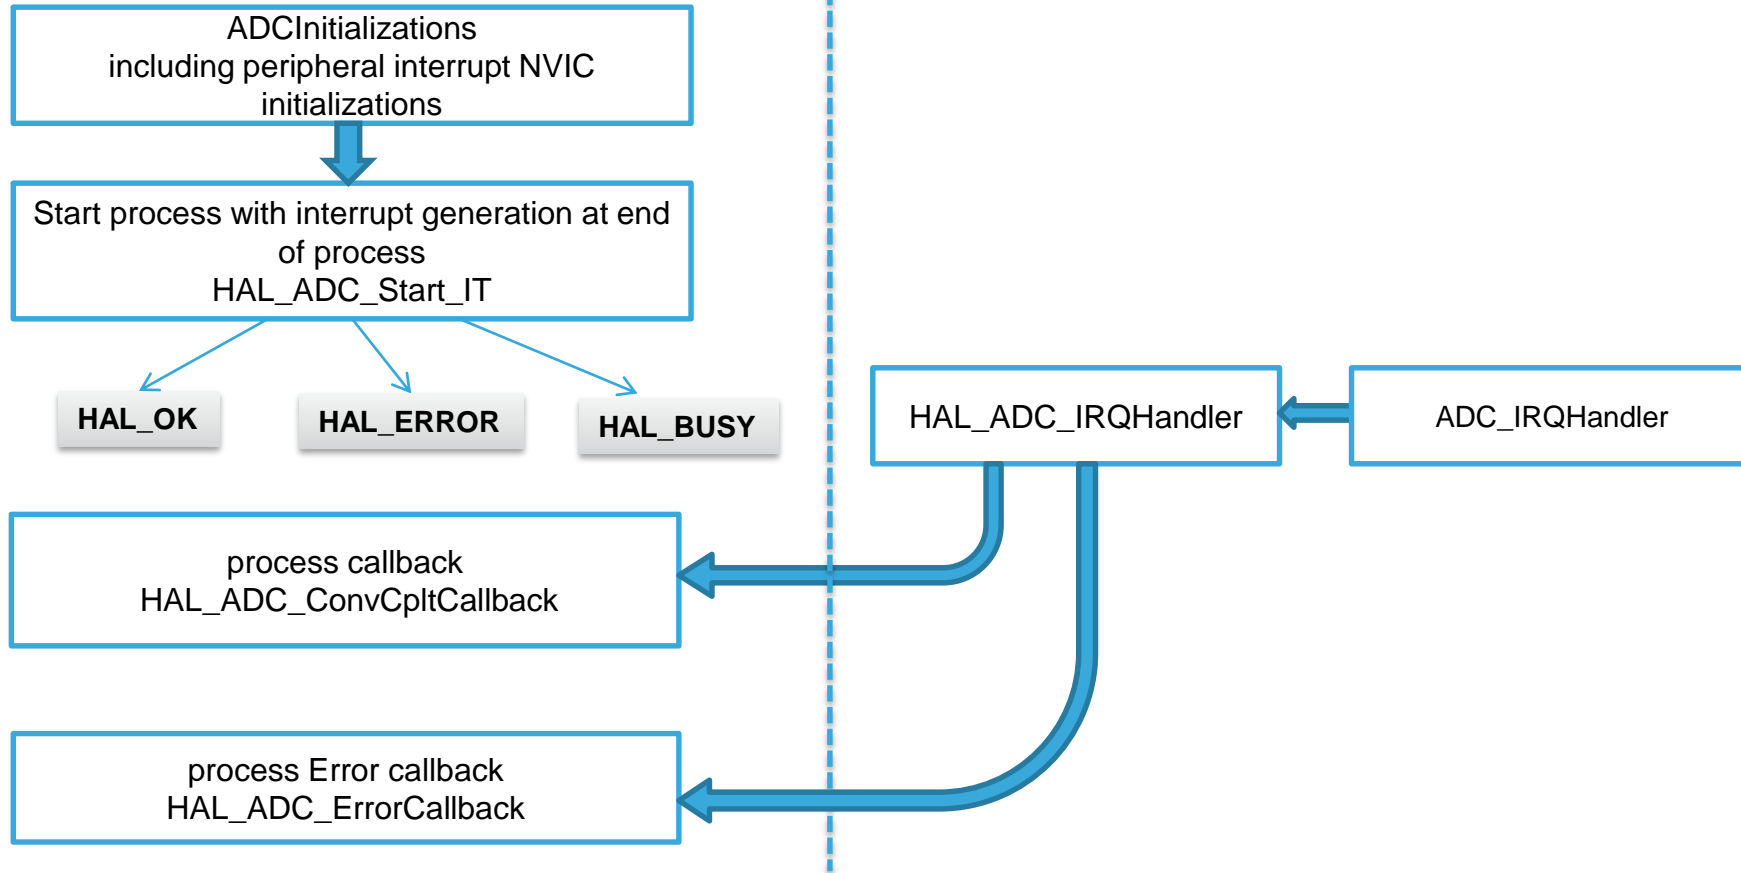 ADCInitializations
including peripheral interrupt NVIC
initializations
Start process with interrupt generation at end
of process
HAL_ADC_Start_IT
HAL_OK
HAL_ERROR
HAL_BUSY
HAL_ADC_IRQHandler
ADC_IRQHandler
process callback
HAL_ADC_ConvCpltCallback
process Error callback
HAL_ADC_ErrorCallback